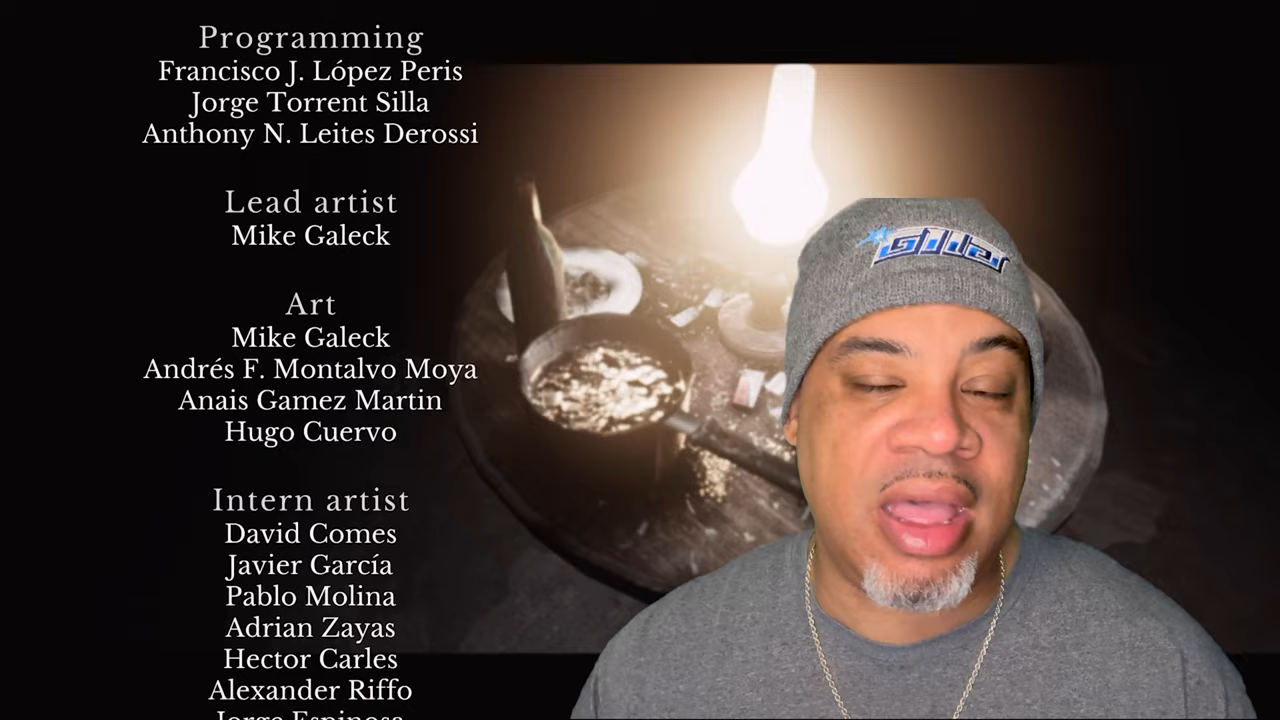 Programming
Francisco J. López Peris
Jorge Torrent Silla
Anthony N. Leites Derossi
Lead artist
Mike Galeck
Art
Mike Galeck
Andrés F. Montalvo Moya
Anais Gamez Martin
Hugo Cuervo
Intern artist
David Comes
Javier García
Pablo Molina
Adrian Zayas
Hector Carles
Alexander Riffo
Jorge Espinosa